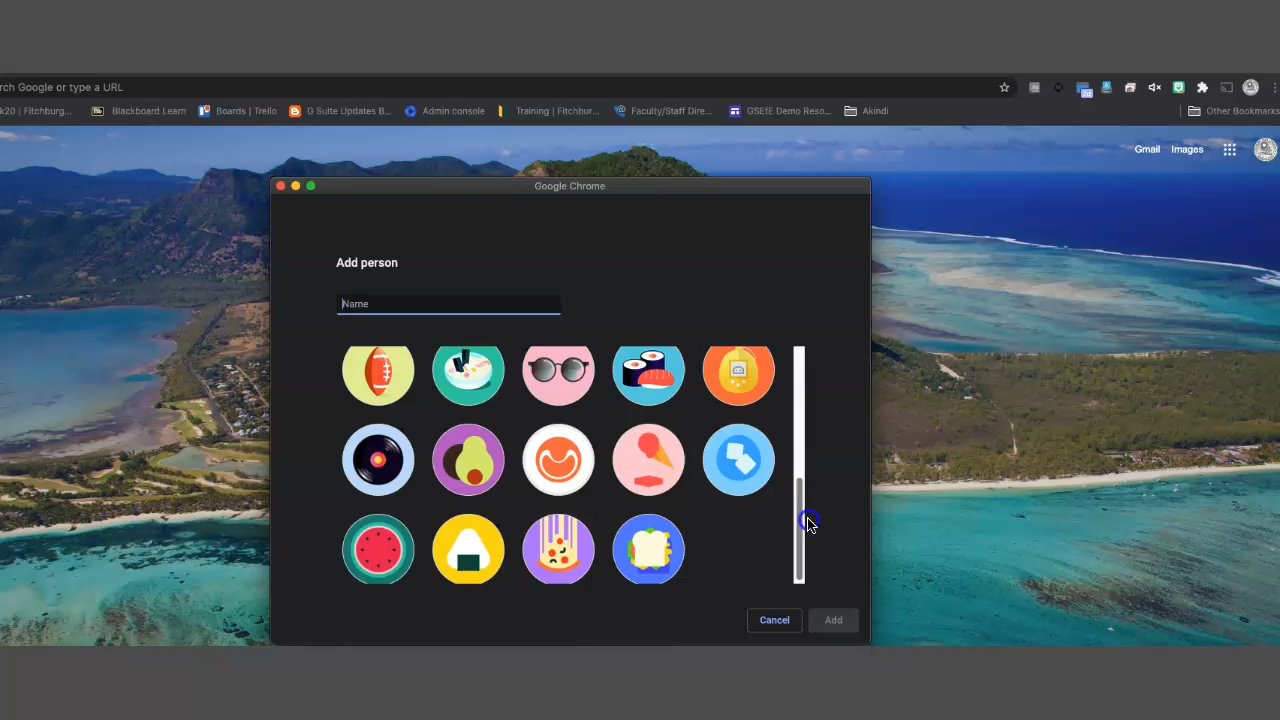 rch Google or type a URL
k20 | Fitchburg... Blackboard Learn Boards | Trello G Suite Updates B... Admin console Training | Fitchbur... Faculty/Staff Dire... GSEfE Demo Reso... Akindi Other Bookmarks
Gmail Images
Google Chrome
Add person
Name
Cancel Add